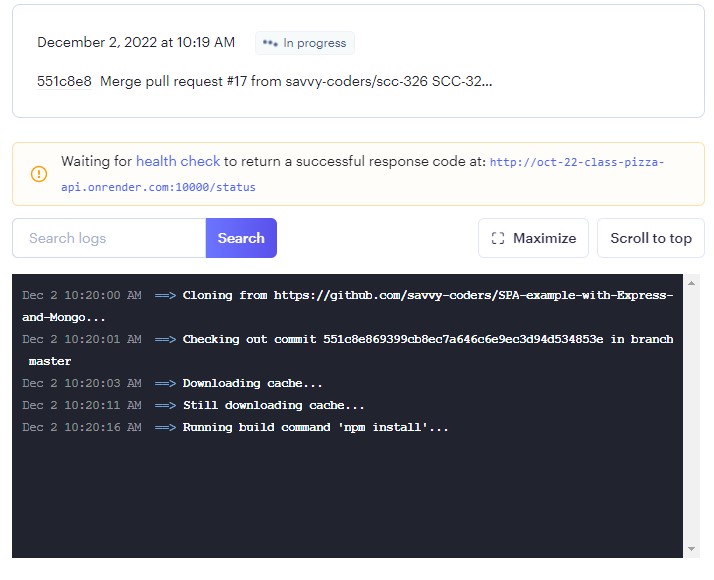 December 2, 2022 at 10:19 AM In progress
551c8e8 Merge pull request #17 from savvy-coders/scc-326 SCC-32...
Waiting for health check to return a successful response code at: http://oct-22-class-pizza-
api.onrender.com:10000/status
Search logs Search Maximize Scroll to top
Dec 2 10:20:00 AM ==> Cloning from https://github.com/savvy-coders/SPA-example-with-Express-
and-Mongo...
Dec 2 10:20:01 AM ==> Checking out commit 551c8e869399cb8ec7a646c6e9ec3d94d534853e in branch
master
Dec 2 10:20:03 AM ==> Downloading cache...
Dec 2 10:20:11 AM ==> Still downloading cache...
Dec 2 10:20:16 AM ==> Running build command 'npm install'...